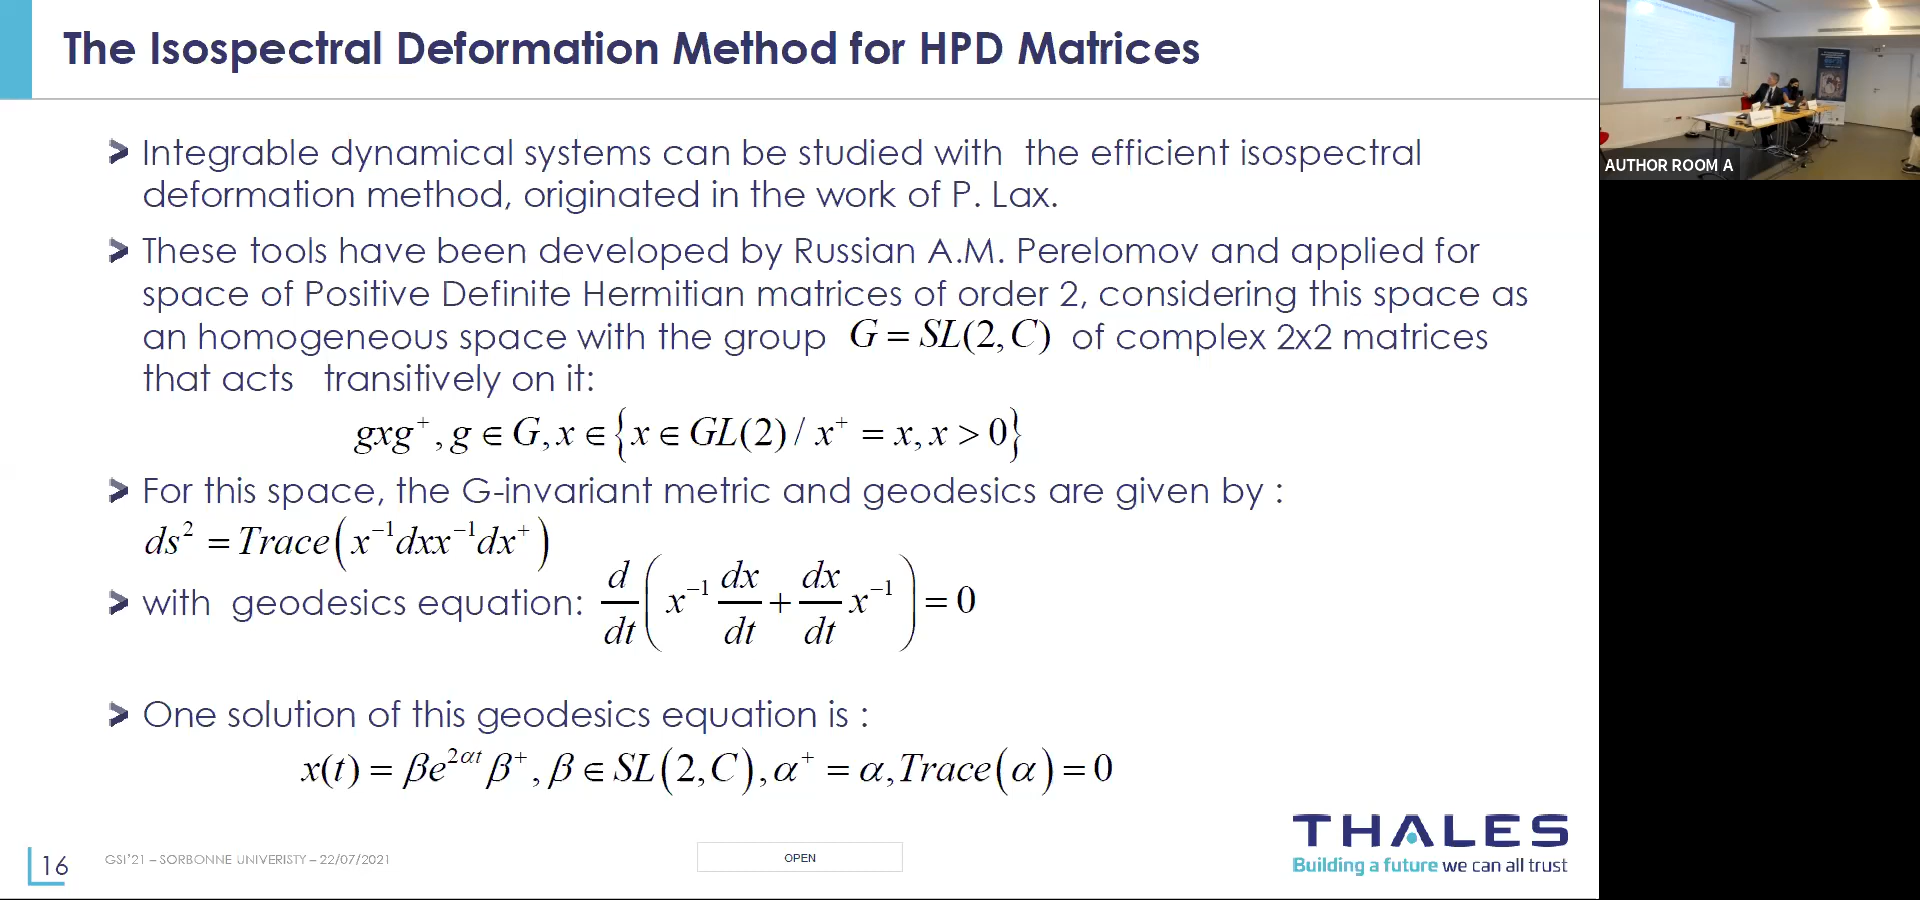 The Isospectral Deformation Method for HPD Matrices
Integrable dynamical systems can be studied with the efficient isospectral
deformation method, originated in the work of P. Lax.
These tools have been developed by Russian A.M. Perelomov and applied for
space of Positive Definite Hermitian matrices of order 2, considering this space as
an homogeneous space with the group G = SL(2, C) of complex 2x2 matrices
that acts transitively on it:
gxg⁺, g ∈ G, x ∈ {x ∈ GL(2) / x⁺ = x, x > 0}
For this space, the G-invariant metric and geodesics are given by :
ds² = Trace(x⁻¹dxx⁻¹dx⁺)
with geodesics equation: d/dt (x⁻¹ dx/dt + dx/dt x⁻¹) = 0
One solution of this geodesics equation is :
x(t) = βe^{2αt}β⁺, β ∈ SL(2, C), α⁺ = α, Trace(α) = 0
THALES
Building a future we can all trust
16
GSI'21 – SORBONNE UNIVERISTY – 22/07/2021
OPEN
AUTHOR ROOM A